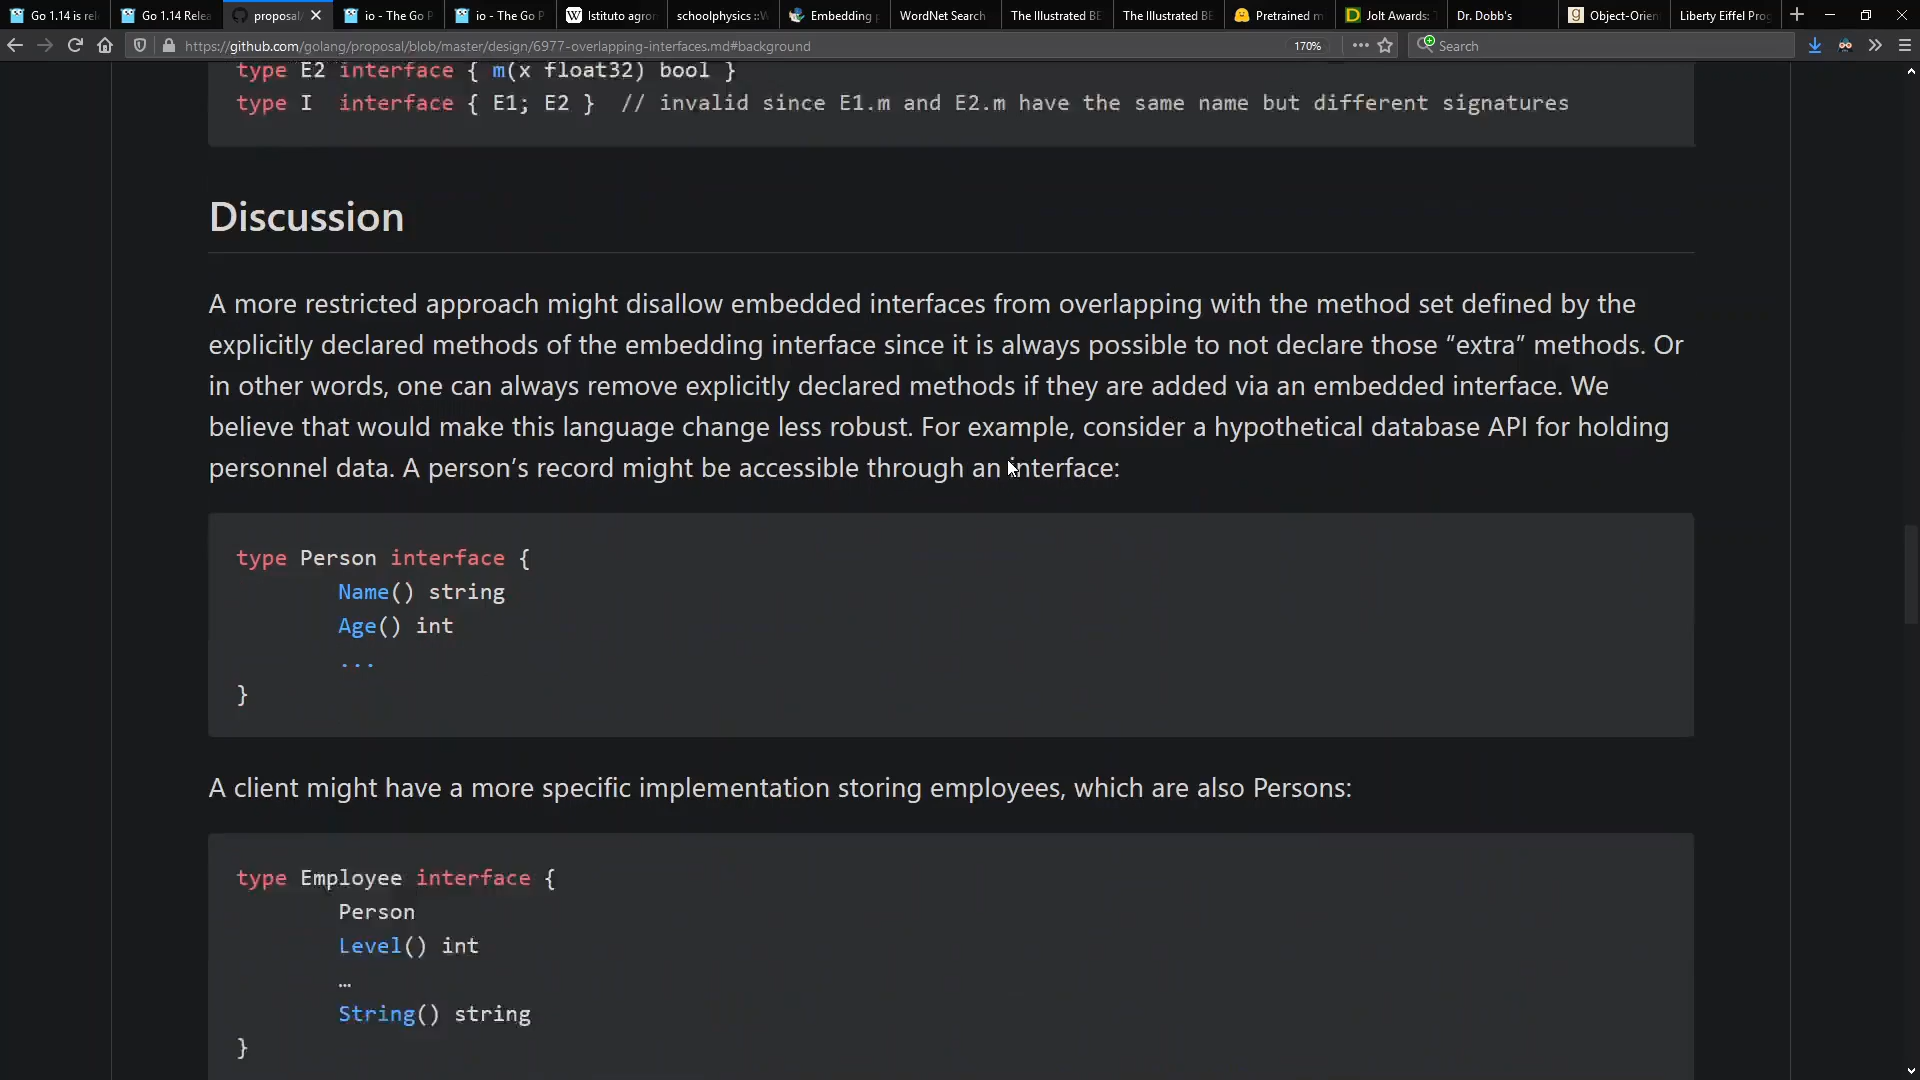 Go 1.14 is rel
Go 1.14 Relea
proposal/
io - The Go P
io - The Go P
Istituto agron
schoolphysics ::W
Embedding p
WordNet Search
The Illustrated BE
The Illustrated BE
Pretrained m
Jolt Awards: T
Dr. Dobb's
Object-Orien
Liberty Eiffel Prog
https://github.com/golang/proposal/blob/master/design/6977-overlapping-interfaces.md#background
170%
Search
type E2 interface { m(x float32) bool }
type I  interface { E1; E2 }  // invalid since E1.m and E2.m have the same name but different signatures
Discussion
A more restricted approach might disallow embedded interfaces from overlapping with the method set defined by the
explicitly declared methods of the embedding interface since it is always possible to not declare those “extra” methods. Or
in other words, one can always remove explicitly declared methods if they are added via an embedded interface. We
believe that would make this language change less robust. For example, consider a hypothetical database API for holding
personnel data. A person’s record might be accessible through an interface:
type Person interface {
Name() string
Age() int
...
}
A client might have a more specific implementation storing employees, which are also Persons:
type Employee interface {
Person
Level() int
…
String() string
}